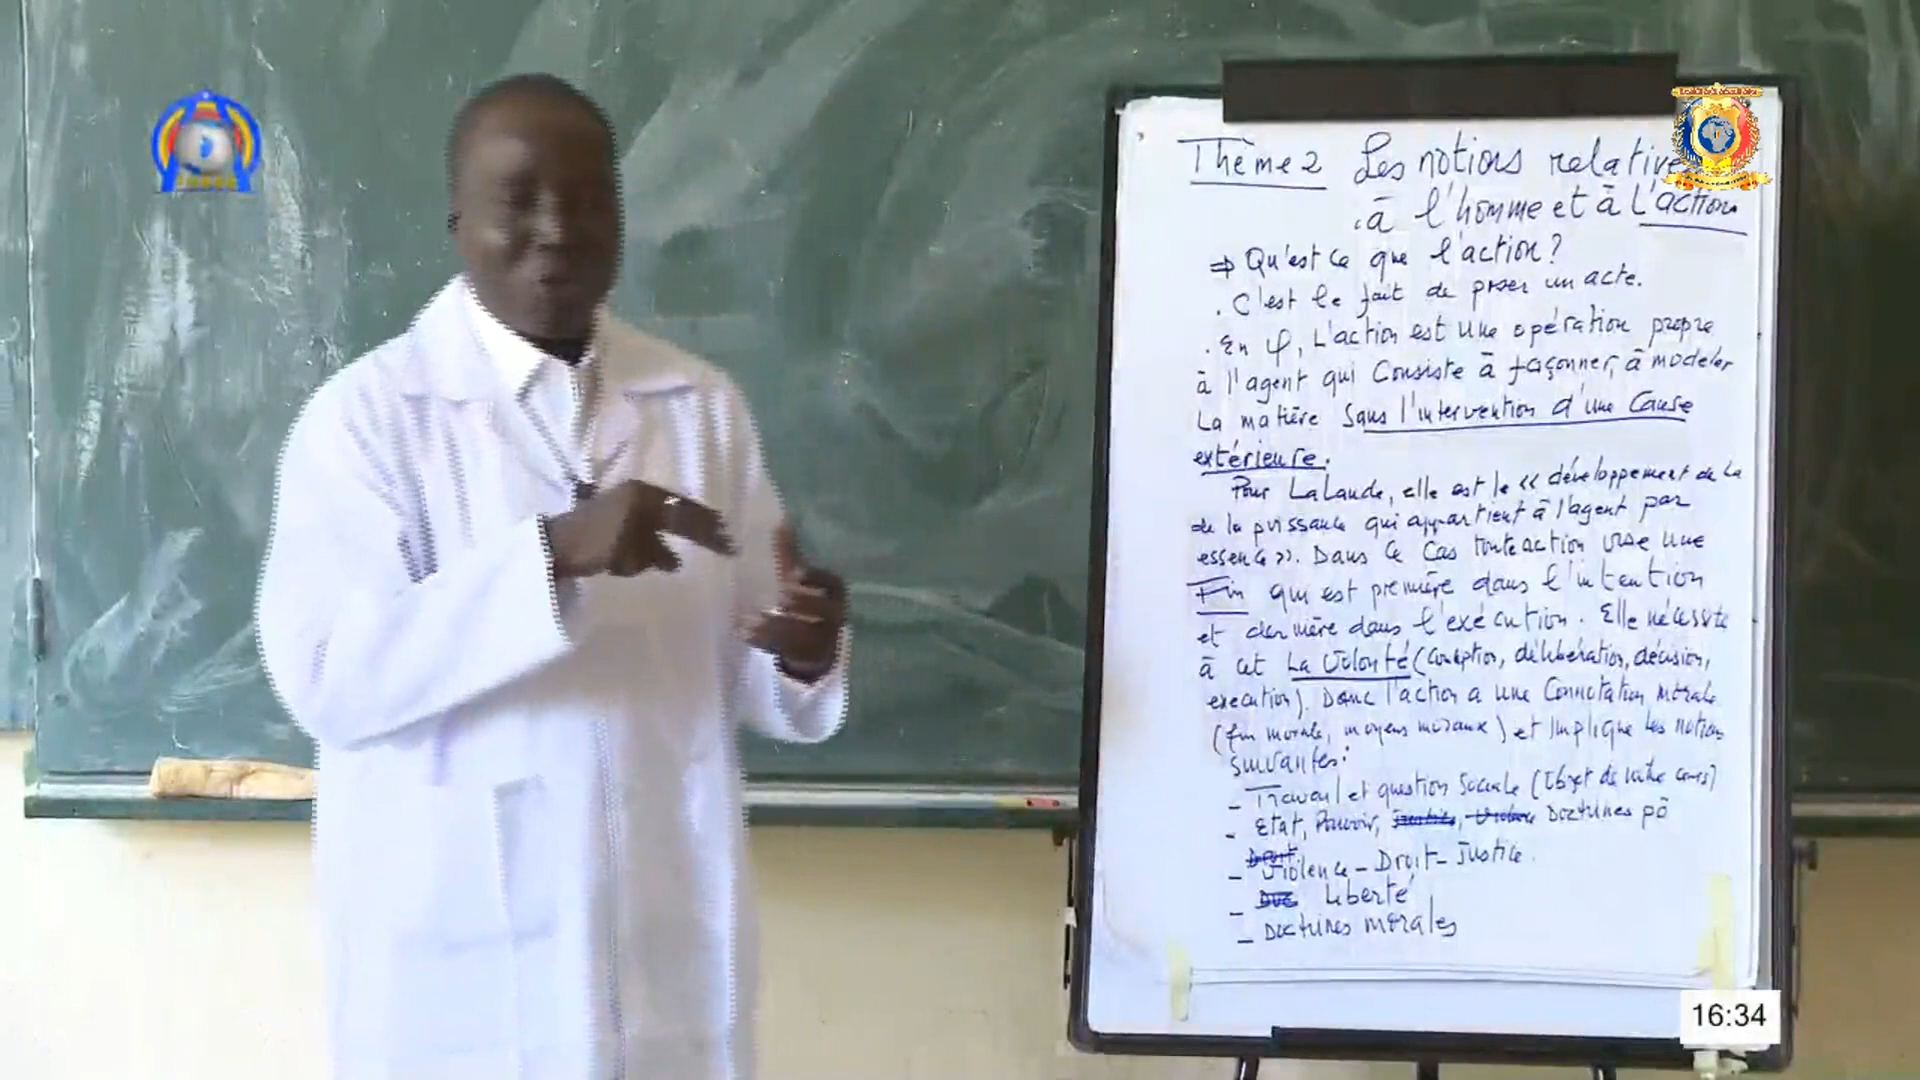 Thème 2 Les notions relatives
à l'homme et à L'action
⇒ Qu'est ce que l'action ?
. C'est le fait de poser un acte.
. En φ, L'action est une opération propre
à l'agent qui consiste à façonner, à modeler
La matière sans l'intervention d'une cause
extérieure.
Pour Lalande, elle est le « développement de la
de la puissance qui appartient à l'agent par
essence ». Dans ce cas toute action vise une
Fin qui est première dans l'intention
et dernière dans l'exécution. Elle nécessite
à cet La volonté (conception, délibération, décision,
execution). Donc l'action a une connotation morale
(fin morale, moyens moraux) et implique les notions
suivantes :
- Travail et question sociale (Objet de notre cours)
- Etat, Pouvoir, Doctrines pô
- Violence - Droit - Justice.
- Liberté
- Doctrines morales
16:34